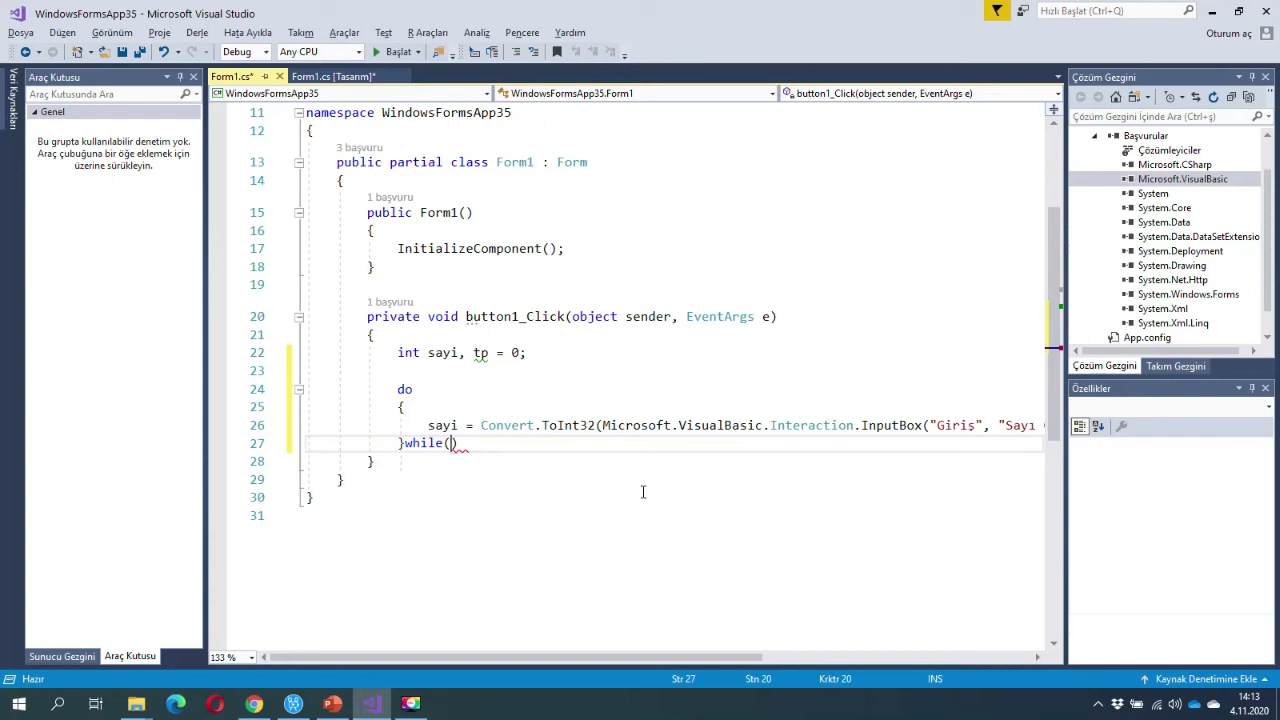 WindowsFormsApp35 - Microsoft Visual Studio
Hızlı Başlat (Ctrl+Q)
Dosya Düzen Görünüm Proje Derle Hata Ayıkla Takım Araçlar Test R Araçları Analiz Pencere Yardım
Oturum aç
Debug Any CPU Başlat
Veri Kaynakları
Araç Kutusu
Araç Kutusunda Ara
Genel
Bu grupta kullanılabilir denetim yok.
Araç çubuğuna bir öğe eklemek için
üzerine sürükleyin.
Sunucu Gezgini Araç Kutusu
Form1.cs* Form1.cs [Tasarım]*
WindowsFormsApp35 WindowsFormsApp35.Form1 button1_Click(object sender, EventArgs e)
11 namespace WindowsFormsApp35
12 {
3 başvuru
13 public partial class Form1 : Form
14 {
1 başvuru
15 public Form1()
16 {
17 InitializeComponent();
18 }
19
1 başvuru
20 private void button1_Click(object sender, EventArgs e)
21 {
22 int sayi, tp = 0;
23
24 do
25 {
26 sayi = Convert.ToInt32(Microsoft.VisualBasic.Interaction.InputBox("Giriş", "Sayı
27 }while()
28 }
29 }
30 }
31
133 %
Çözüm Gezgini
Çözüm Gezgini İçinde Ara (Ctrl+ş)
Başvurular
Çözümleyiciler
Microsoft.CSharp
Microsoft.VisualBasic
System
System.Core
System.Data
System.Data.DataSetExtensio
System.Deployment
System.Drawing
System.Net.Http
System.Windows.Forms
System.Xml
System.Xml.Linq
App.config
Çözüm Gezgini Takım Gezgini
Özellikler
Hazır Str 27 Stn 20 Krktr 20 INS Kaynak Denetimine Ekle
14:13
4.11.2020